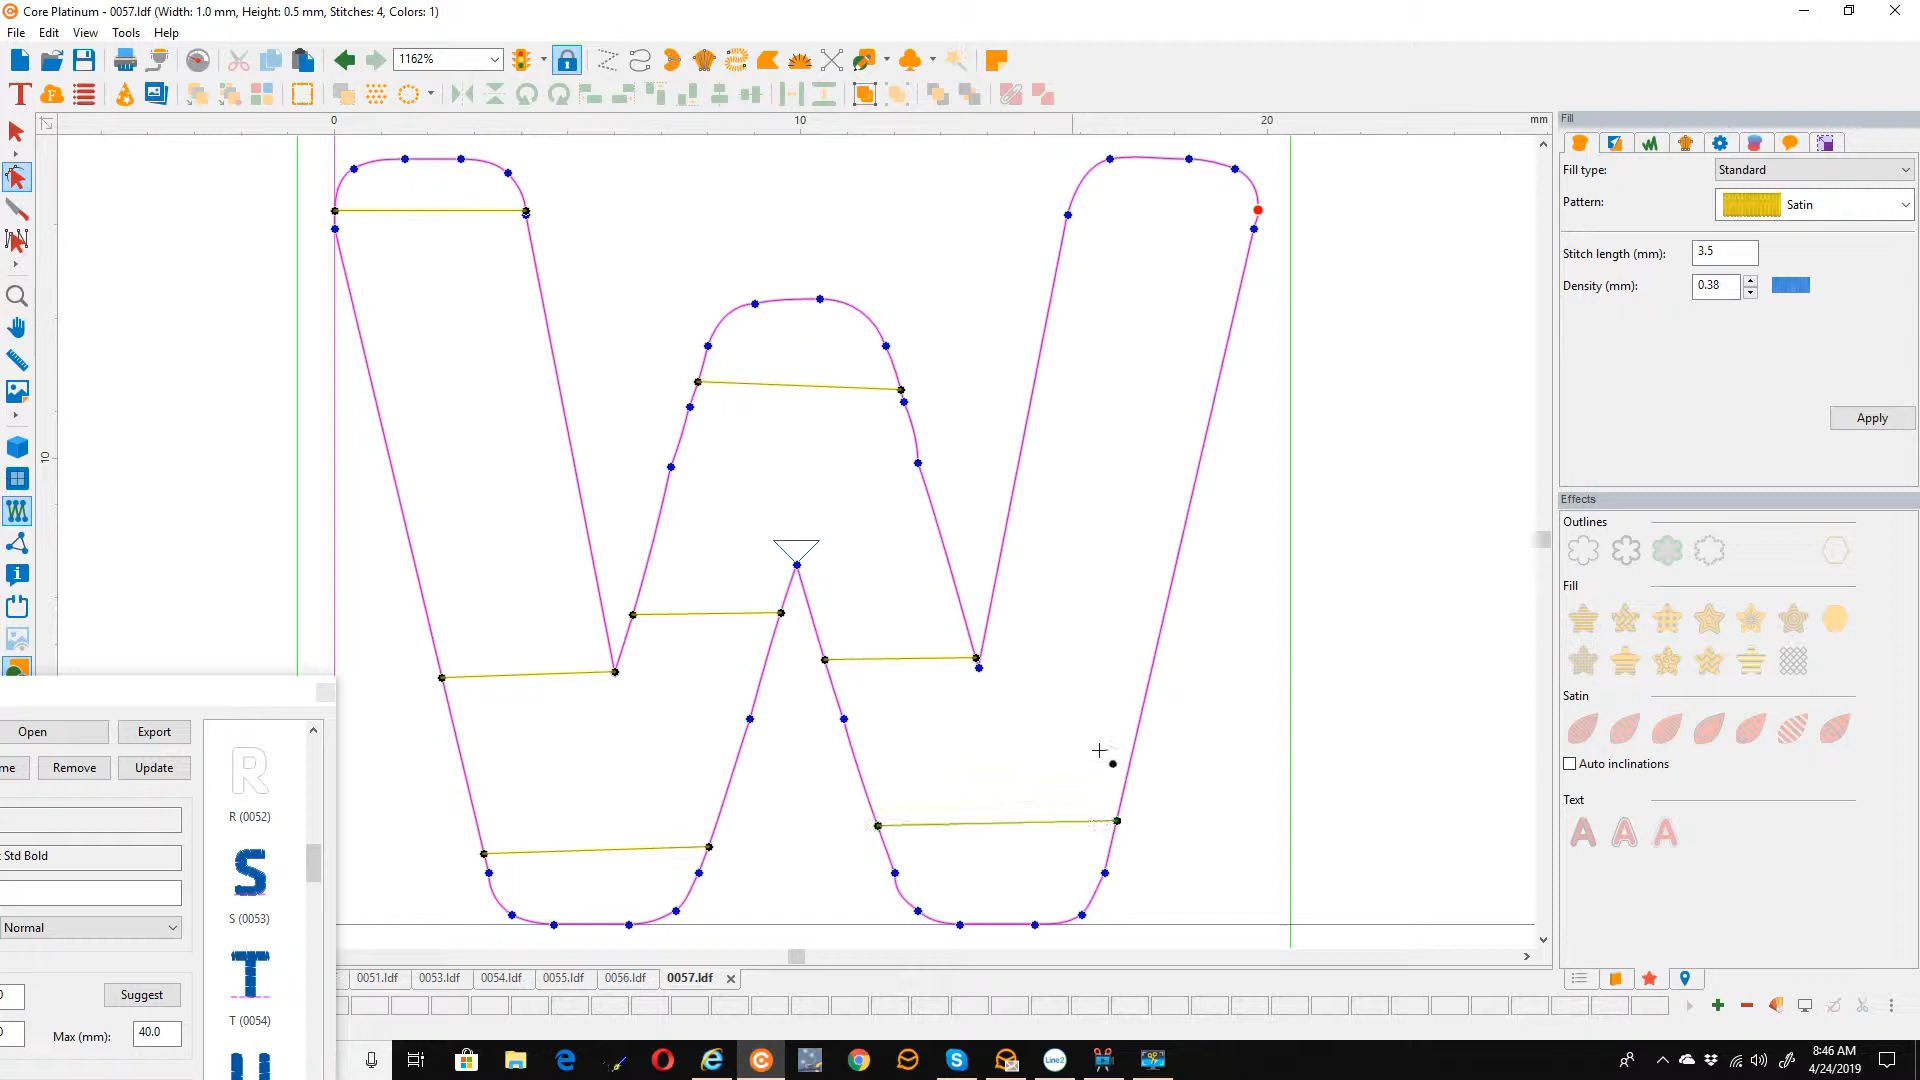 Core Platinum - 0057.ldf (Width: 1.0 mm, Height: 0.5 mm, Stitches: 4, Colors: 1)
File Edit View Tools Help
1162%
0 10 20 mm
10
Fill
Fill type: Standard
Pattern: Satin
Stitch length (mm): 3.5
Density (mm): 0.38
Apply
Effects
Outlines
Fill
Satin
Auto inclinations
Text
Open Export
me Remove Update
R (0052)
Std Bold
S (0053)
Normal
Suggest
Max (mm): 40.0
T (0054)
0051.ldf 0053.ldf 0054.ldf 0055.ldf 0056.ldf 0057.ldf
Line2
8:46 AM
4/24/2019